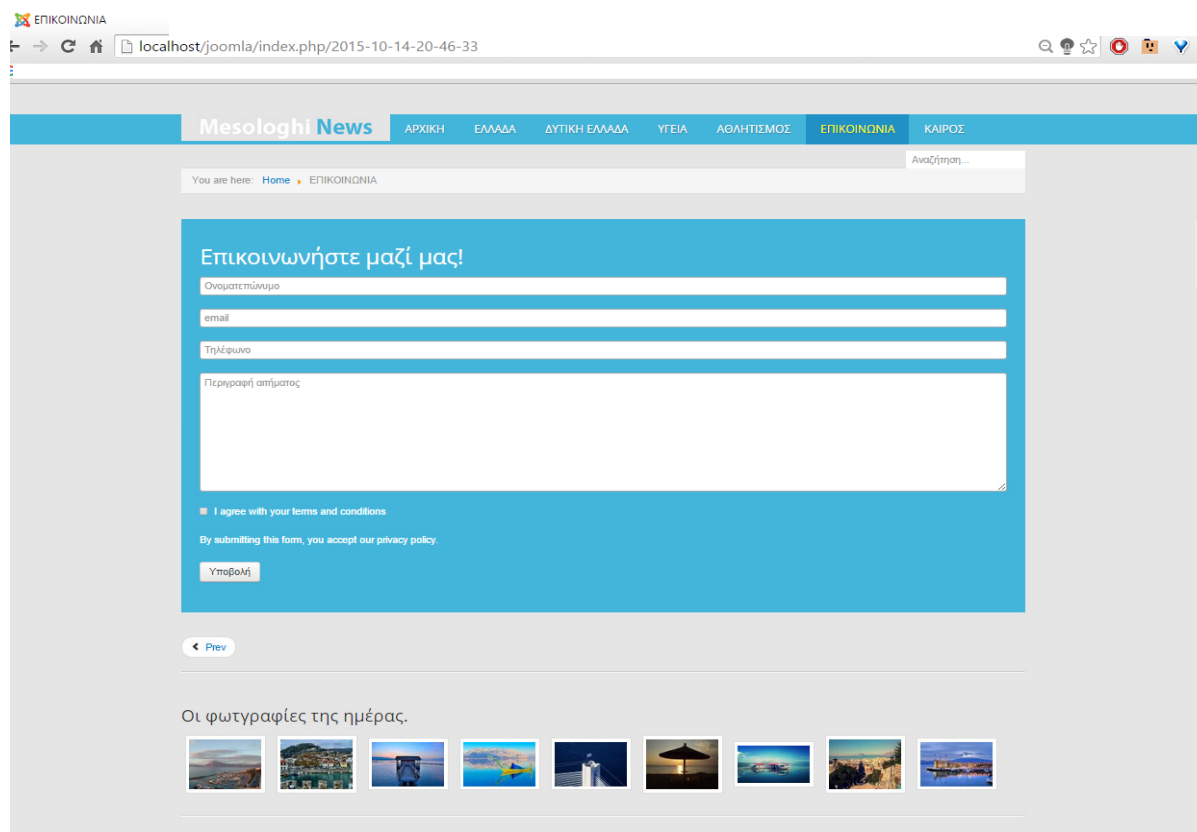 ΕΠΙΚΟΙΝΩΝΙΑ
localhost/joomla/index.php/2015-10-14-20-46-33
Mesologhi News ΑΡΧΙΚΗ ΕΛΛΑΔΑ ΔΥΤΙΚΗ ΕΛΛΑΔΑ ΥΓΕΙΑ ΑΘΛΗΤΙΣΜΟΣ ΕΠΙΚΟΙΝΩΝΙΑ ΚΑΙΡΟΣ
Αναζήτηση...
You are here: Home ΕΠΙΚΟΙΝΩΝΙΑ
Επικοινωνήστε μαζί μας!
Ονοματεπώνυμο
email
Τηλέφωνο
Περιγραφή αιτήματος
I agree with your terms and conditions
By submitting this form, you accept our privacy policy.
Υποβολή
Prev
Οι φωτγραφίες της ημέρας.